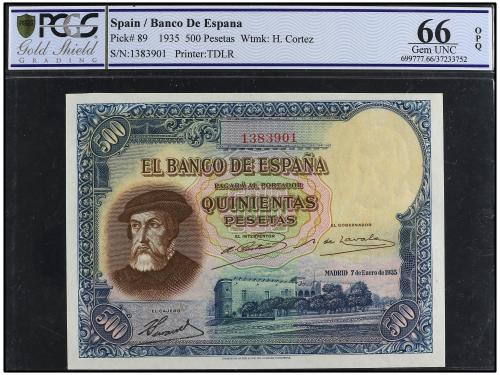 PCGS
Gold Shield
GRADING
Spain / Banco De Espana
Pick# 89 1935 500 Pesetas Wtmk: H. Cortez
S/N:1383901 Printer:TDLR
66
Gem UNC
OPQ
699777.66/37233752
500
1383901
500
EL BANCO DE ESPAÑA
PAGARÁ AL PORTADOR
QUINIENTAS
PESETAS
EL INTERVENTOR
EL GOBERNADOR
MADRID 7 de Enero de 1935
EL CAJERO
500
500